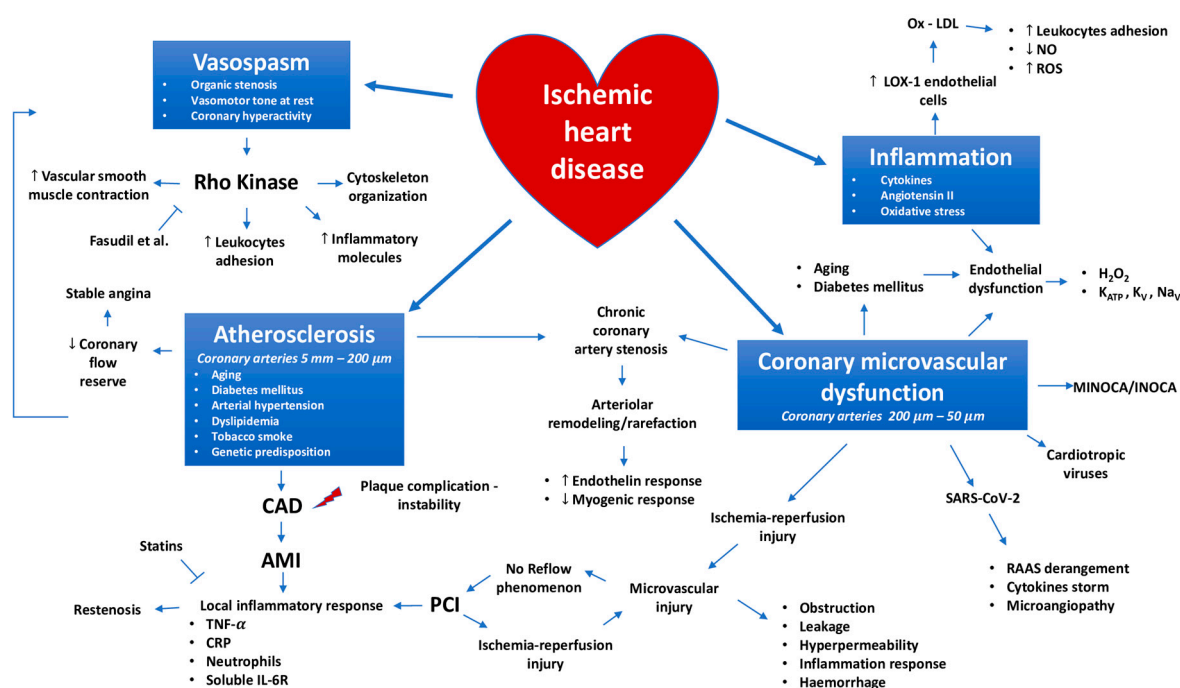 Ischemic
heart
disease
Vasospasm
• Organic stenosis
• Vasomotor tone at rest
• Coronary hyperactivity
↑ Vascular smooth
muscle contraction
Rho Kinase
Cytoskeleton
organization
Fasudil et al.
↑ Leukocytes
adhesion
↑ Inflammatory
molecules
Ox - LDL
• ↑ Leukocytes adhesion
• ↓ NO
• ↑ ROS
↑ LOX-1 endothelial
cells
Inflammation
• Cytokines
• Angiotensin II
• Oxidative stress
• Aging
• Diabetes mellitus
Endothelial
dysfunction
• H₂O₂
• K_ATP , K_V , Na_V
Stable angina
↓ Coronary
flow
reserve
Atherosclerosis
Coronary arteries 5 mm – 200 μm
• Aging
• Diabetes mellitus
• Arterial hypertension
• Dyslipidemia
• Tobacco smoke
• Genetic predisposition
Chronic
coronary
artery stenosis
Arteriolar
remodeling/rarefaction
• ↑ Endothelin response
• ↓ Myogenic response
Coronary microvascular
dysfunction
Coronary arteries 200 μm – 50 μm
MINOCA/INOCA
Cardiotropic
viruses
SARS-CoV-2
• RAAS derangement
• Cytokines storm
• Microangiopathy
Ischemia-reperfusion
injury
Microvascular
injury
• Obstruction
• Leakage
• Hyperpermeability
• Inflammation response
• Haemorrhage
CAD
Plaque complication -
instability
AMI
Statins
Restenosis
Local inflammatory response
• TNF-α
• CRP
• Neutrophils
• Soluble IL-6R
PCI
No Reflow
phenomenon
Ischemia-reperfusion
injury